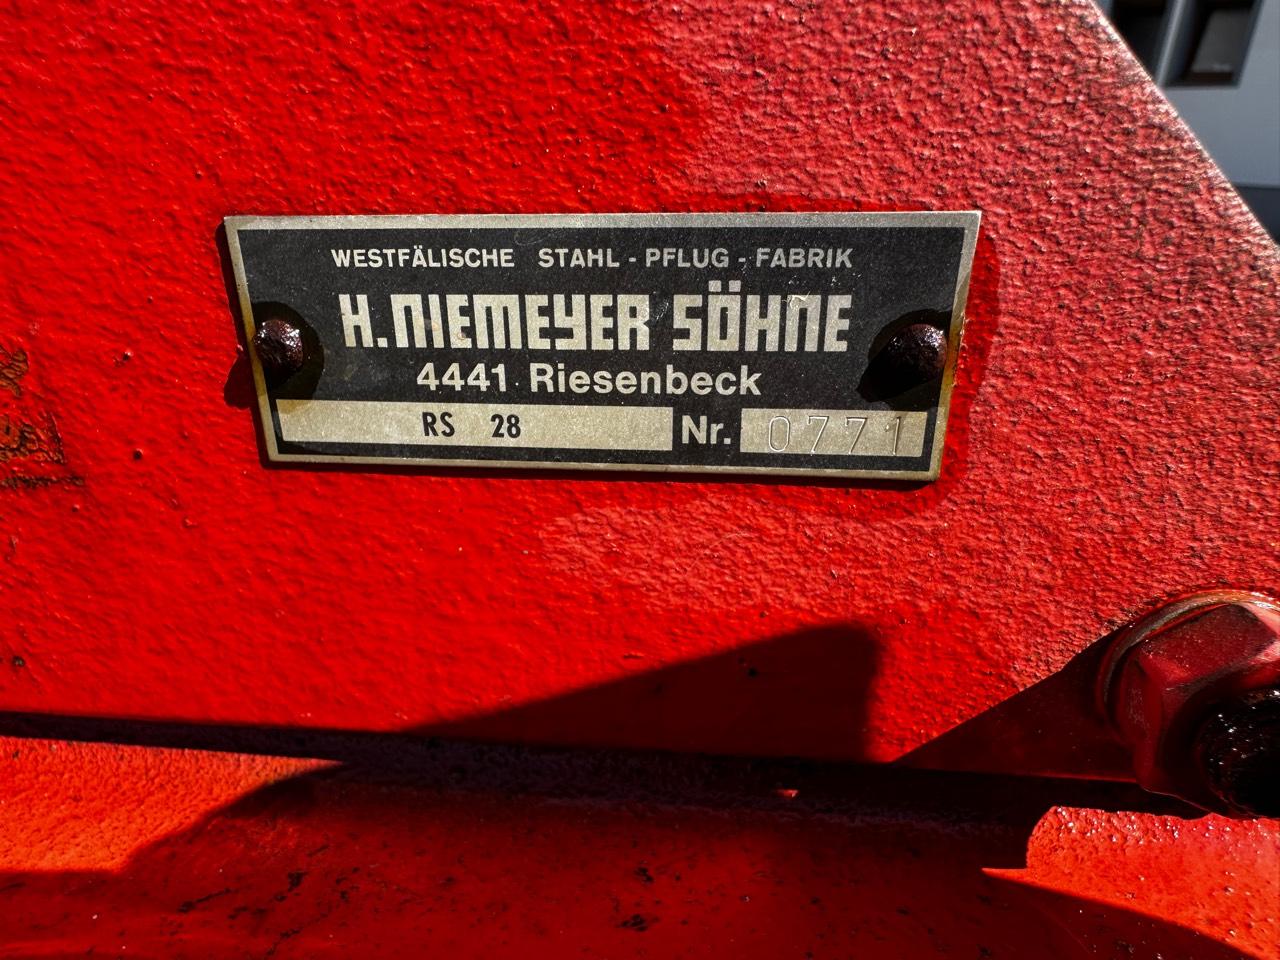 WESTFÄLISCHE STAHL - PFLUG - FABRIK
H. NIEMEYER SÖHNE
4441 Riesenbeck
RS 28 Nr. 0771